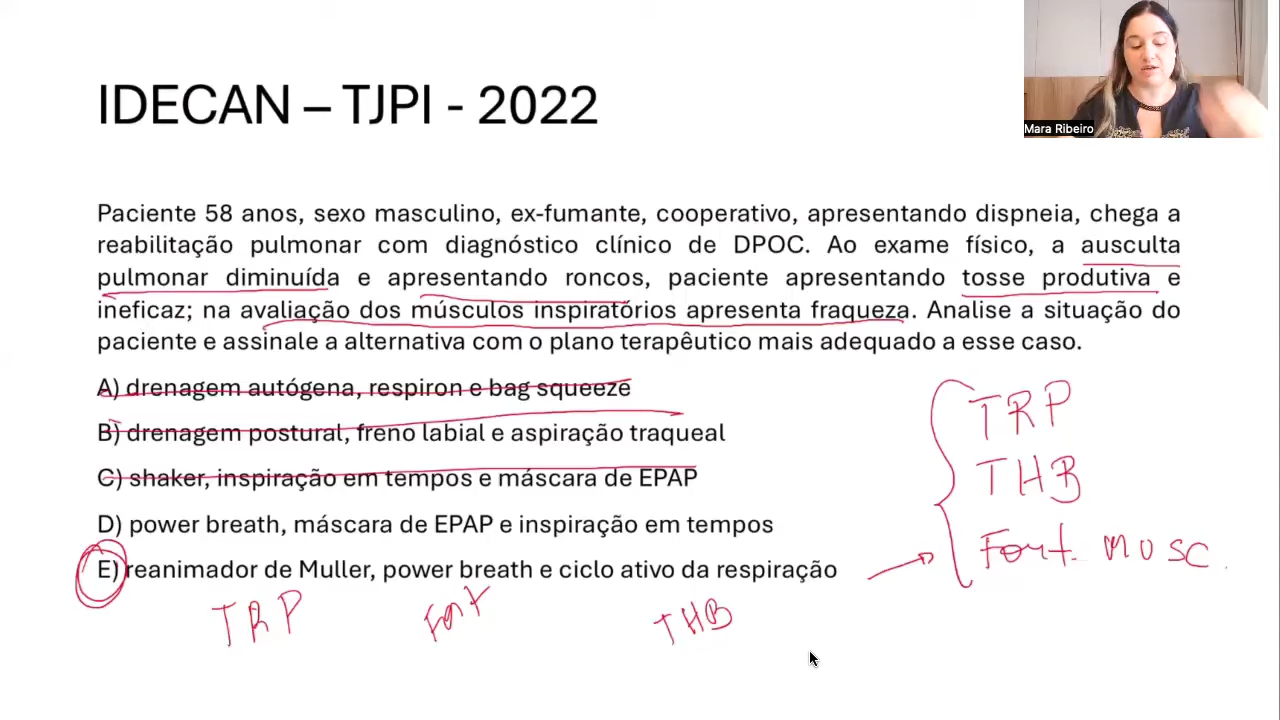 Mara Ribeiro
IDECAN – TJPI - 2022
Paciente 58 anos, sexo masculino, ex-fumante, cooperativo, apresentando dispneia, chega a
reabilitação pulmonar com diagnóstico clínico de DPOC. Ao exame físico, a ausculta
pulmonar diminuída e apresentando roncos, paciente apresentando tosse produtiva e
ineficaz; na avaliação dos músculos inspiratórios apresenta fraqueza. Analise a situação do
paciente e assinale a alternativa com o plano terapêutico mais adequado a esse caso.
A) drenagem autógena, respiron e bag squeeze
B) drenagem postural, freno labial e aspiração traqueal
C) shaker, inspiração em tempos e máscara de EPAP
D) power breath, máscara de EPAP e inspiração em tempos
E) reanimador de Muller, power breath e ciclo ativo da respiração
TRP
THB
Fort. musc.
TRP Fort THB